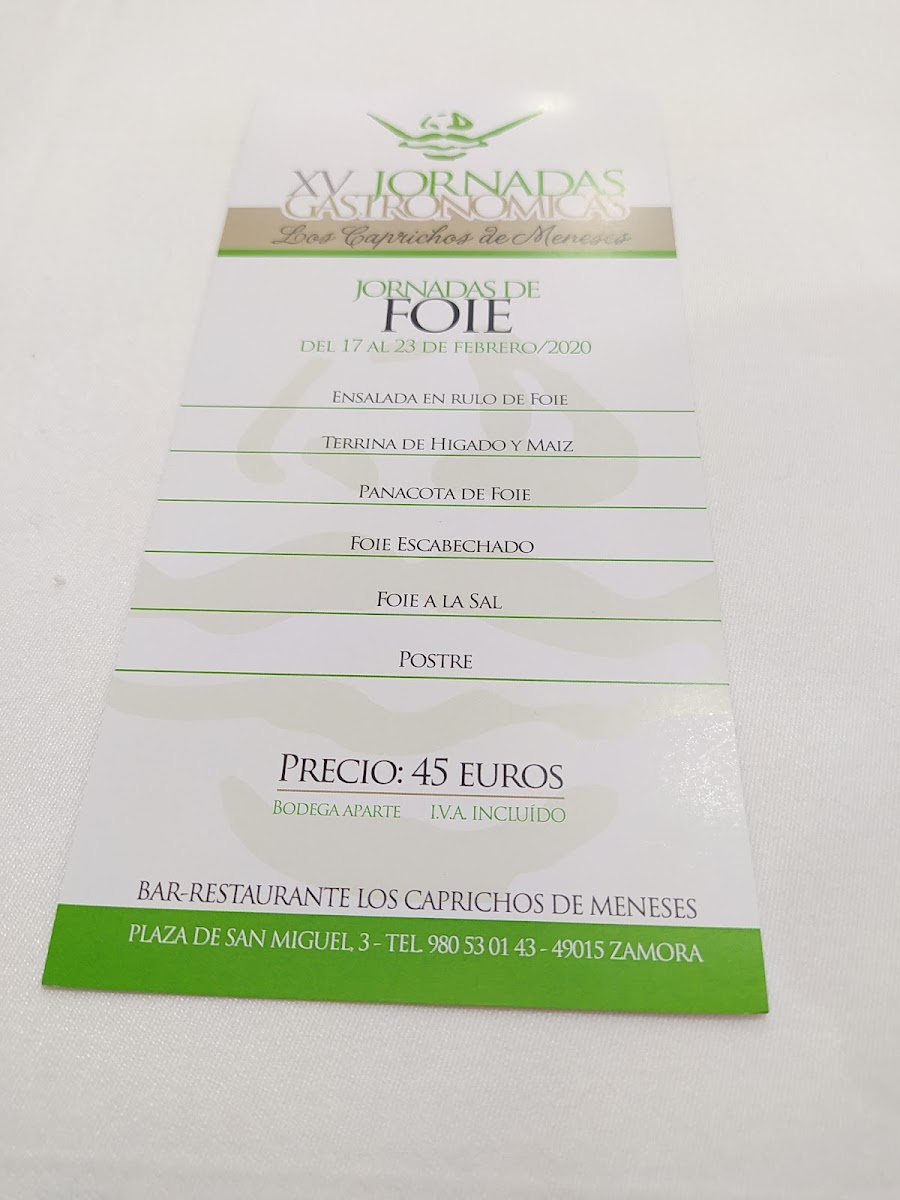 XV JORNADAS
GASTRONOMICAS
Los Caprichos de Meneses
JORNADAS DE
FOIE
DEL 17 AL 23 DE FEBRERO/2020
ENSALADA EN RULO DE FOIE
TERRINA DE HIGADO Y MAIZ
PANACOTA DE FOIE
FOIE ESCABECHADO
FOIE A LA SAL
POSTRE
PRECIO: 45 EUROS
BODEGA APARTE I.V.A. INCLUÍDO
BAR-RESTAURANTE LOS CAPRICHOS DE MENESES
PLAZA DE SAN MIGUEL, 3 - TEL. 980 53 01 43 - 49015 ZAMORA